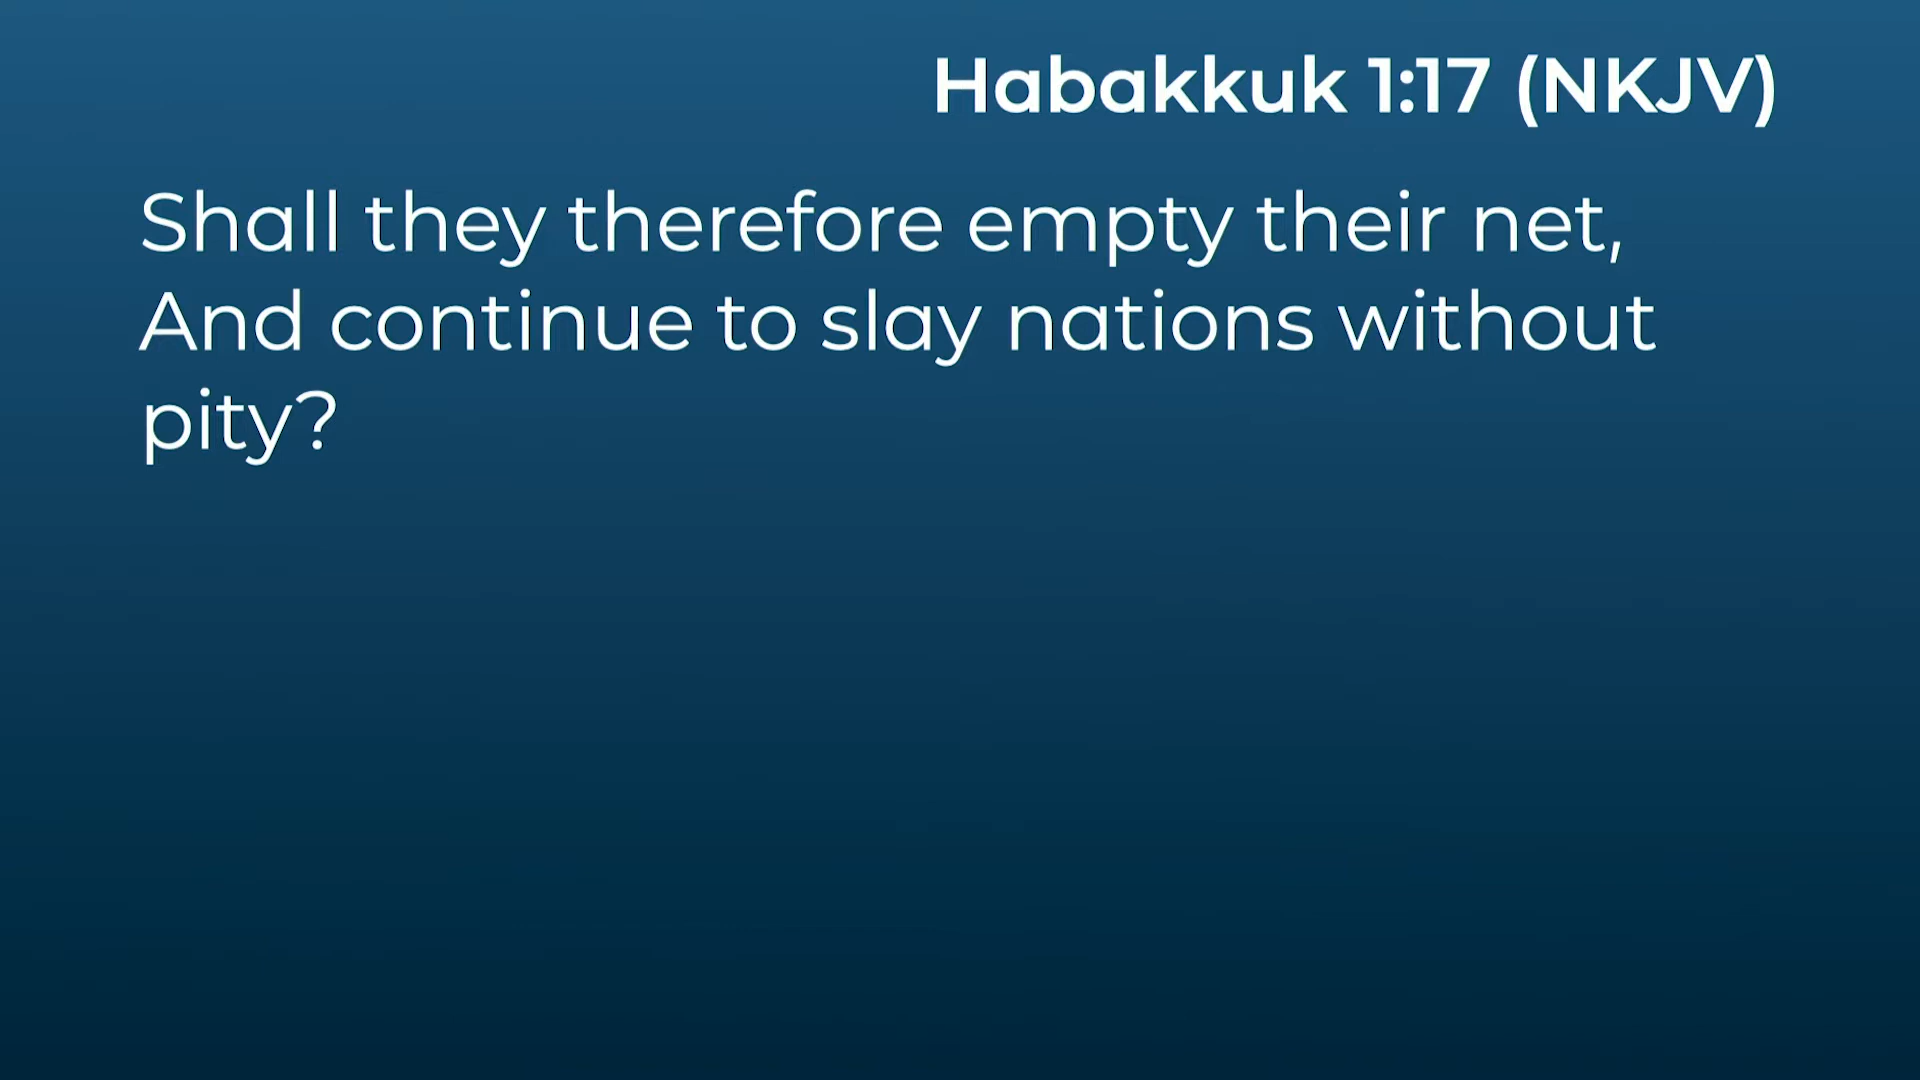 Habakkuk 1:17 (NKJV)
Shall they therefore empty their net,
And continue to slay nations without
pity?